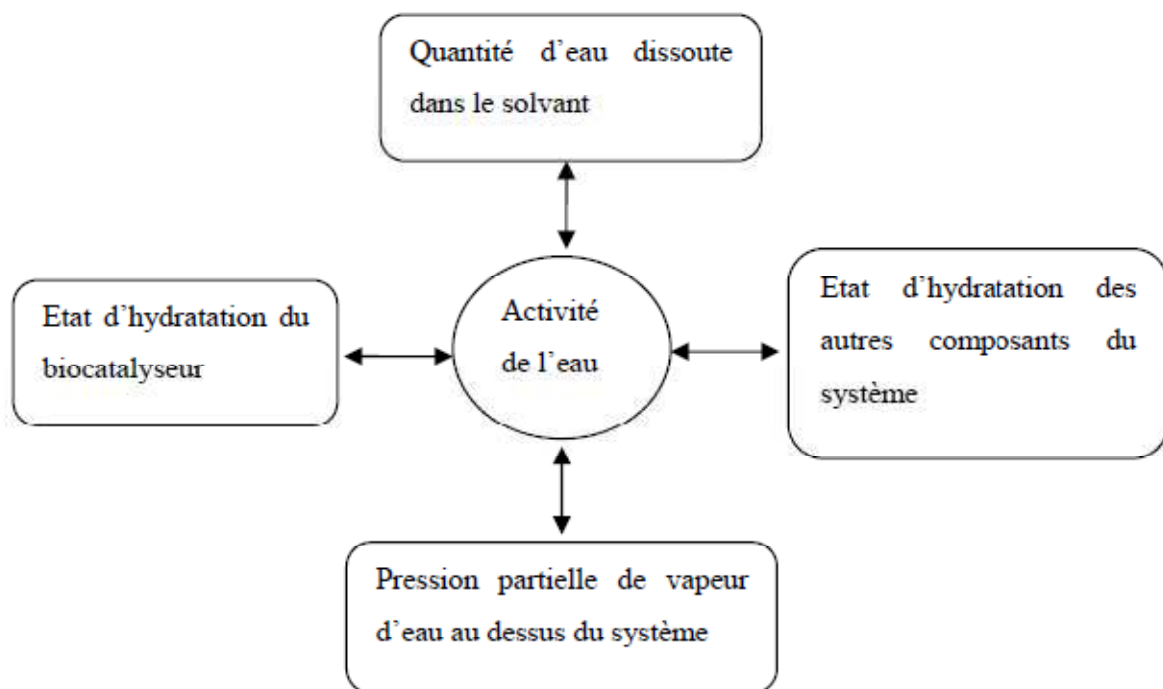 Quantité d'eau dissoute
dans le solvant
Etat d'hydratation du
biocatalyseur
Activité
de l'eau
Etat d'hydratation des
autres composants du
système
Pression partielle de vapeur
d'eau au dessus du système